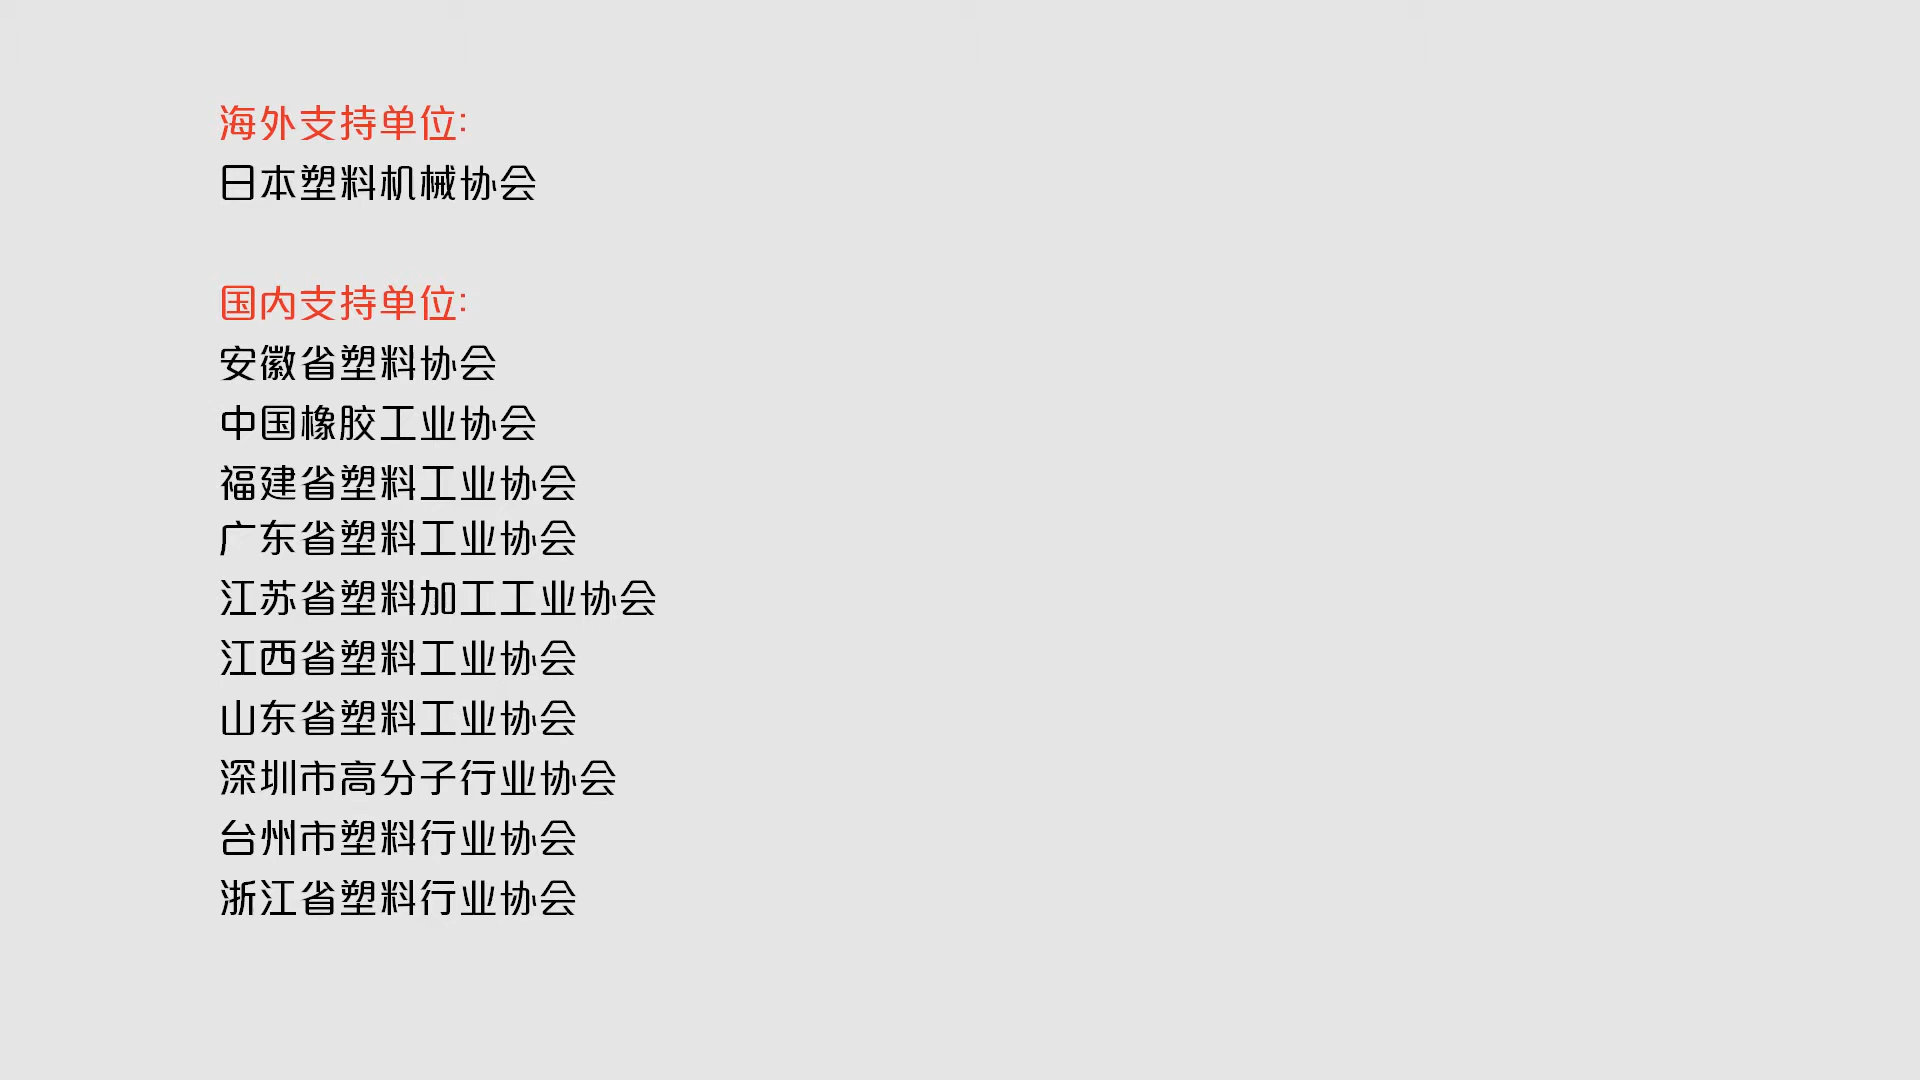 海外支持单位:
日本塑料机械协会
国内支持单位:
安徽省塑料协会
中国橡胶工业协会
福建省塑料工业协会
广东省塑料工业协会
江苏省塑料加工工业协会
江西省塑料工业协会
山东省塑料工业协会
深圳市高分子行业协会
台州市塑料行业协会
浙江省塑料行业协会